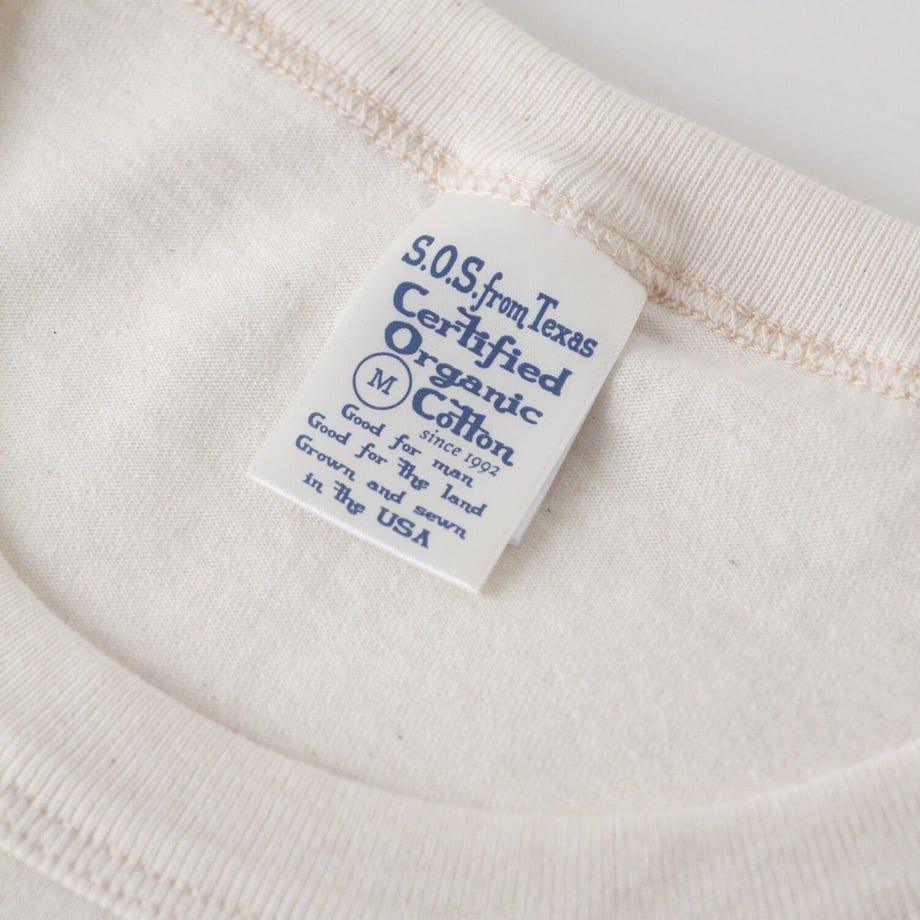 S.O.S. from Texas
Certified
Organic
M Cotton
since 1992
Good for man
Good for the land
Grown and sewn
in the USA